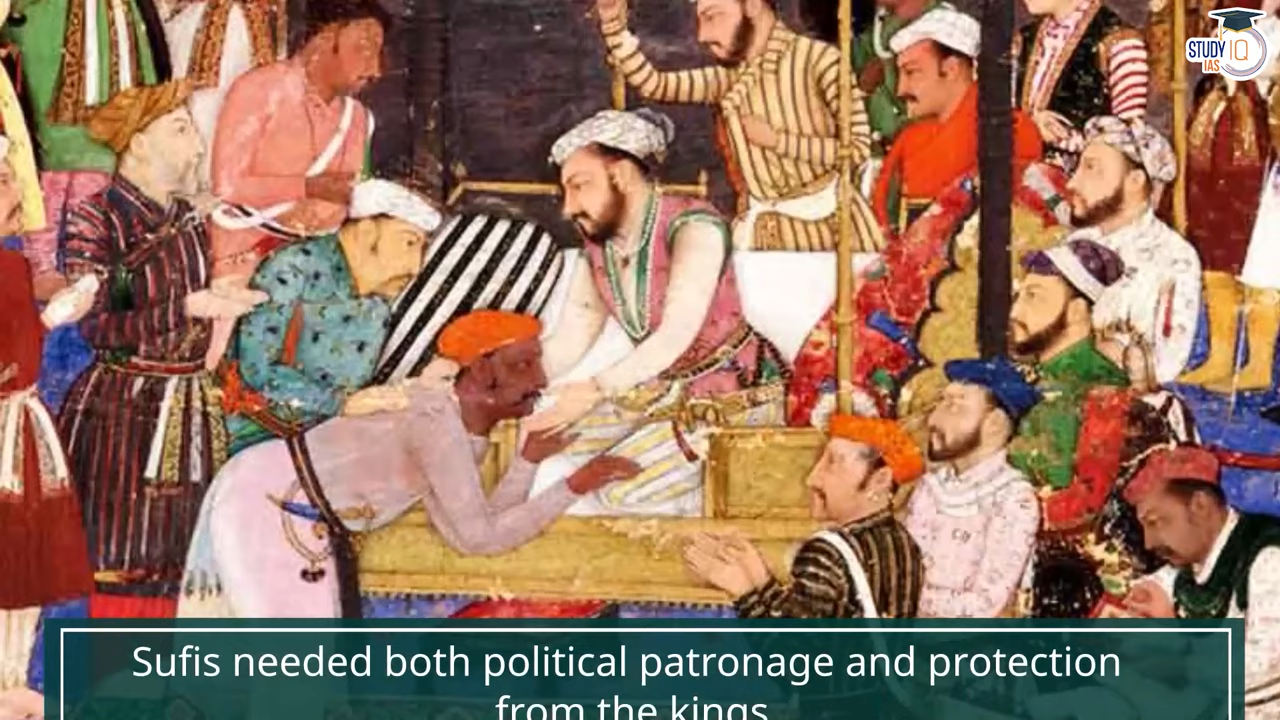 STUDY IQ
IAS
Sufis needed both political patronage and protection
from the kings